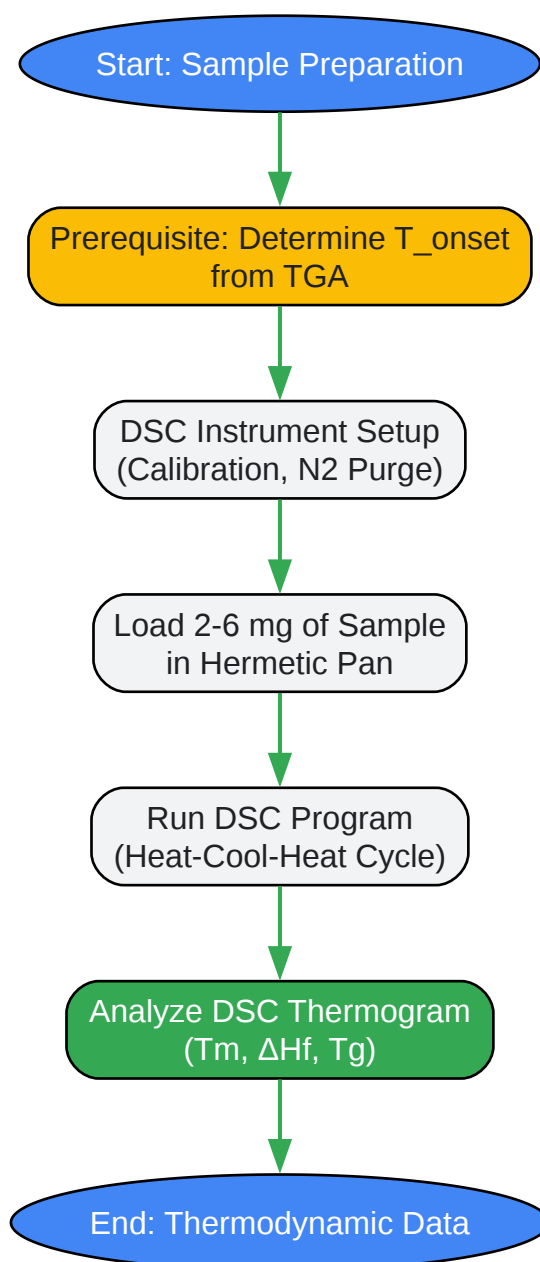 Start: Sample Preparation
Prerequisite: Determine T_onset
from TGA
DSC Instrument Setup
(Calibration, N2 Purge)
Load 2-6 mg of Sample
in Hermetic Pan
Run DSC Program
(Heat-Cool-Heat Cycle)
Analyze DSC Thermogram
(Tm, ΔHf, Tg)
End: Thermodynamic Data